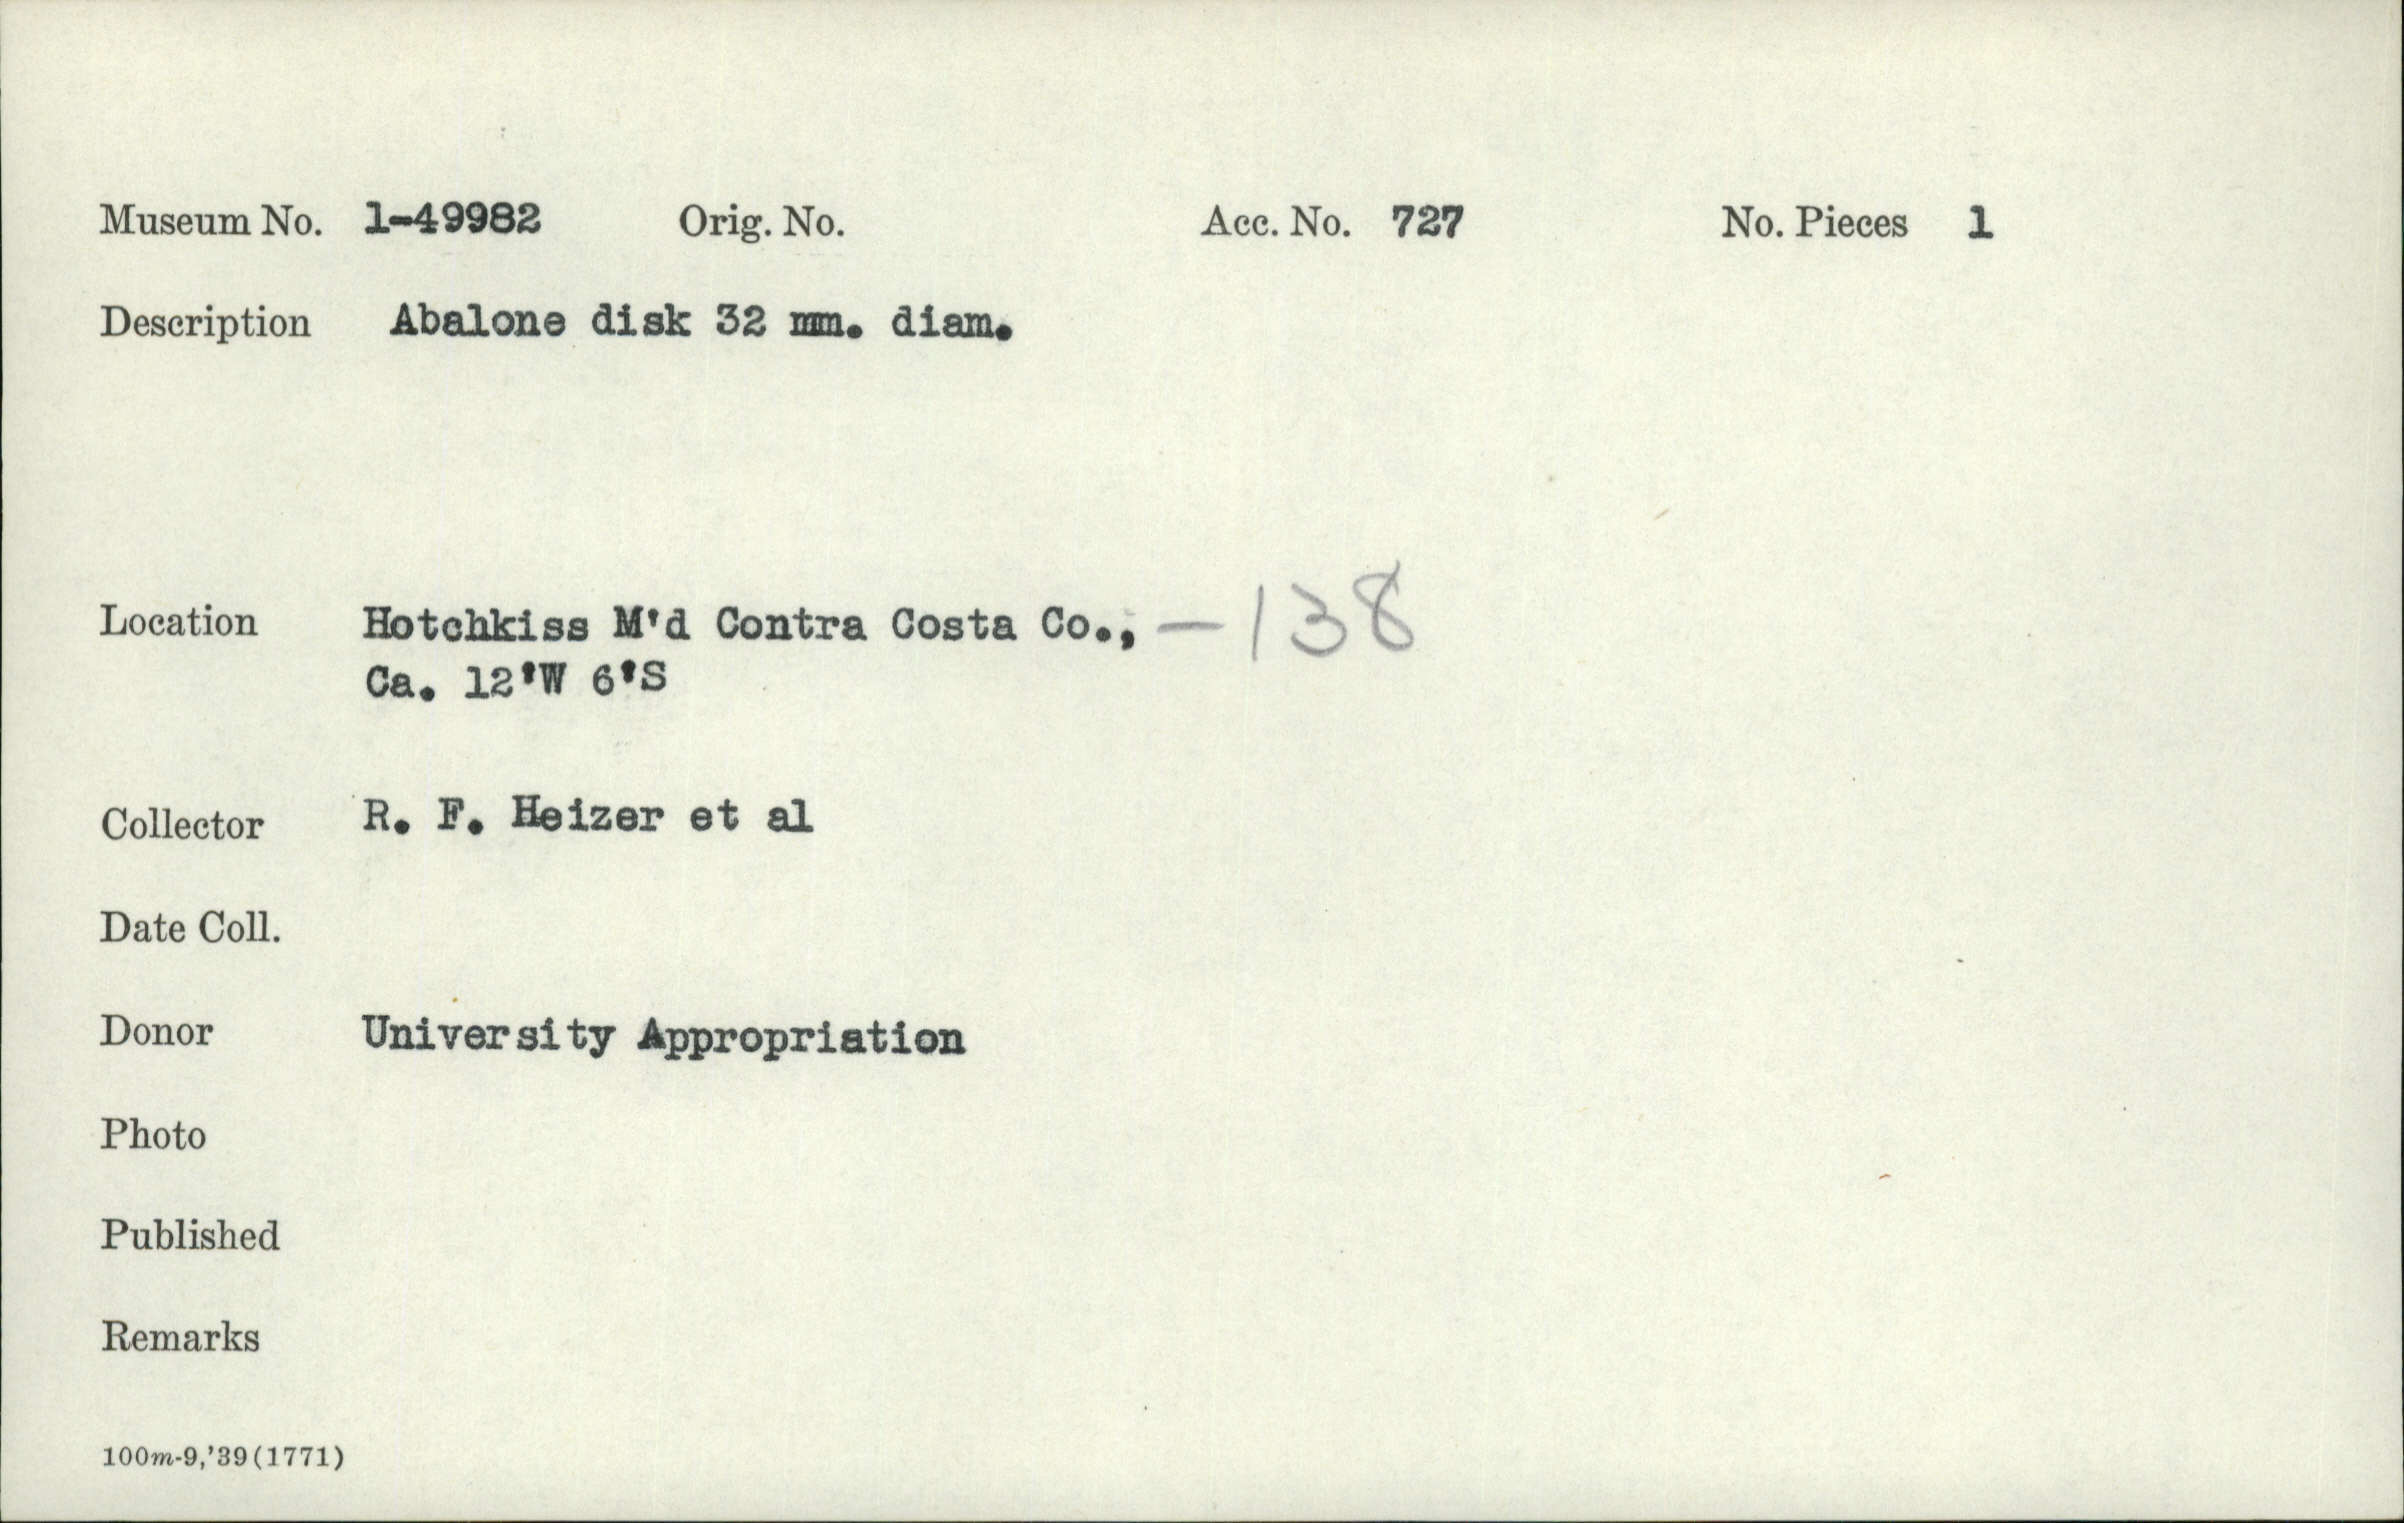 Museum No. 1-49982 Orig. No. Acc. No. 727 No. Pieces 1
Description Abalone disk 32 mm. diam.
Location Hotchkiss M'd Contra Costa Co., —138
Ca. 12'W 6'S
Collector R. F. Heizer et al
Date Coll.
Donor University Appropriation
Photo
Published
Remarks
100m-9,'39(1771)